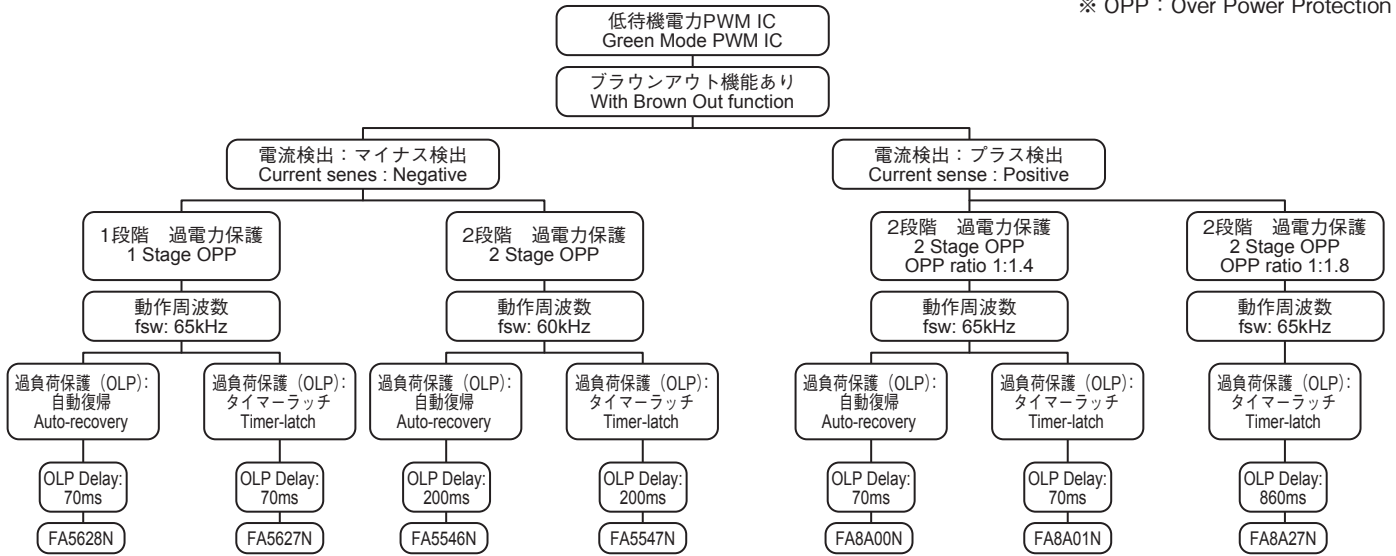 ※ OPP：Over Power Protection
低待機電力PWM IC
Green Mode PWM IC
ブラウンアウト機能あり
With Brown Out function
電流検出：マイナス検出
Current senes : Negative
電流検出：プラス検出
Current sense : Positive
1段階　過電力保護
1 Stage OPP
2段階　過電力保護
2 Stage OPP
2段階　過電力保護
2 Stage OPP
OPP ratio 1:1.4
2段階　過電力保護
2 Stage OPP
OPP ratio 1:1.8
動作周波数
fsw: 65kHz
動作周波数
fsw: 60kHz
動作周波数
fsw: 65kHz
動作周波数
fsw: 65kHz
過負荷保護（OLP）:
自動復帰
Auto-recovery
過負荷保護（OLP）:
タイマーラッチ
Timer-latch
過負荷保護（OLP）:
自動復帰
Auto-recovery
過負荷保護（OLP）:
タイマーラッチ
Timer-latch
過負荷保護（OLP）:
自動復帰
Auto-recovery
過負荷保護（OLP）:
タイマーラッチ
Timer-latch
過負荷保護（OLP）:
タイマーラッチ
Timer-latch
OLP Delay:
70ms
OLP Delay:
70ms
OLP Delay:
200ms
OLP Delay:
200ms
OLP Delay:
70ms
OLP Delay:
70ms
OLP Delay:
860ms
FA5628N
FA5627N
FA5546N
FA5547N
FA8A00N
FA8A01N
FA8A27N